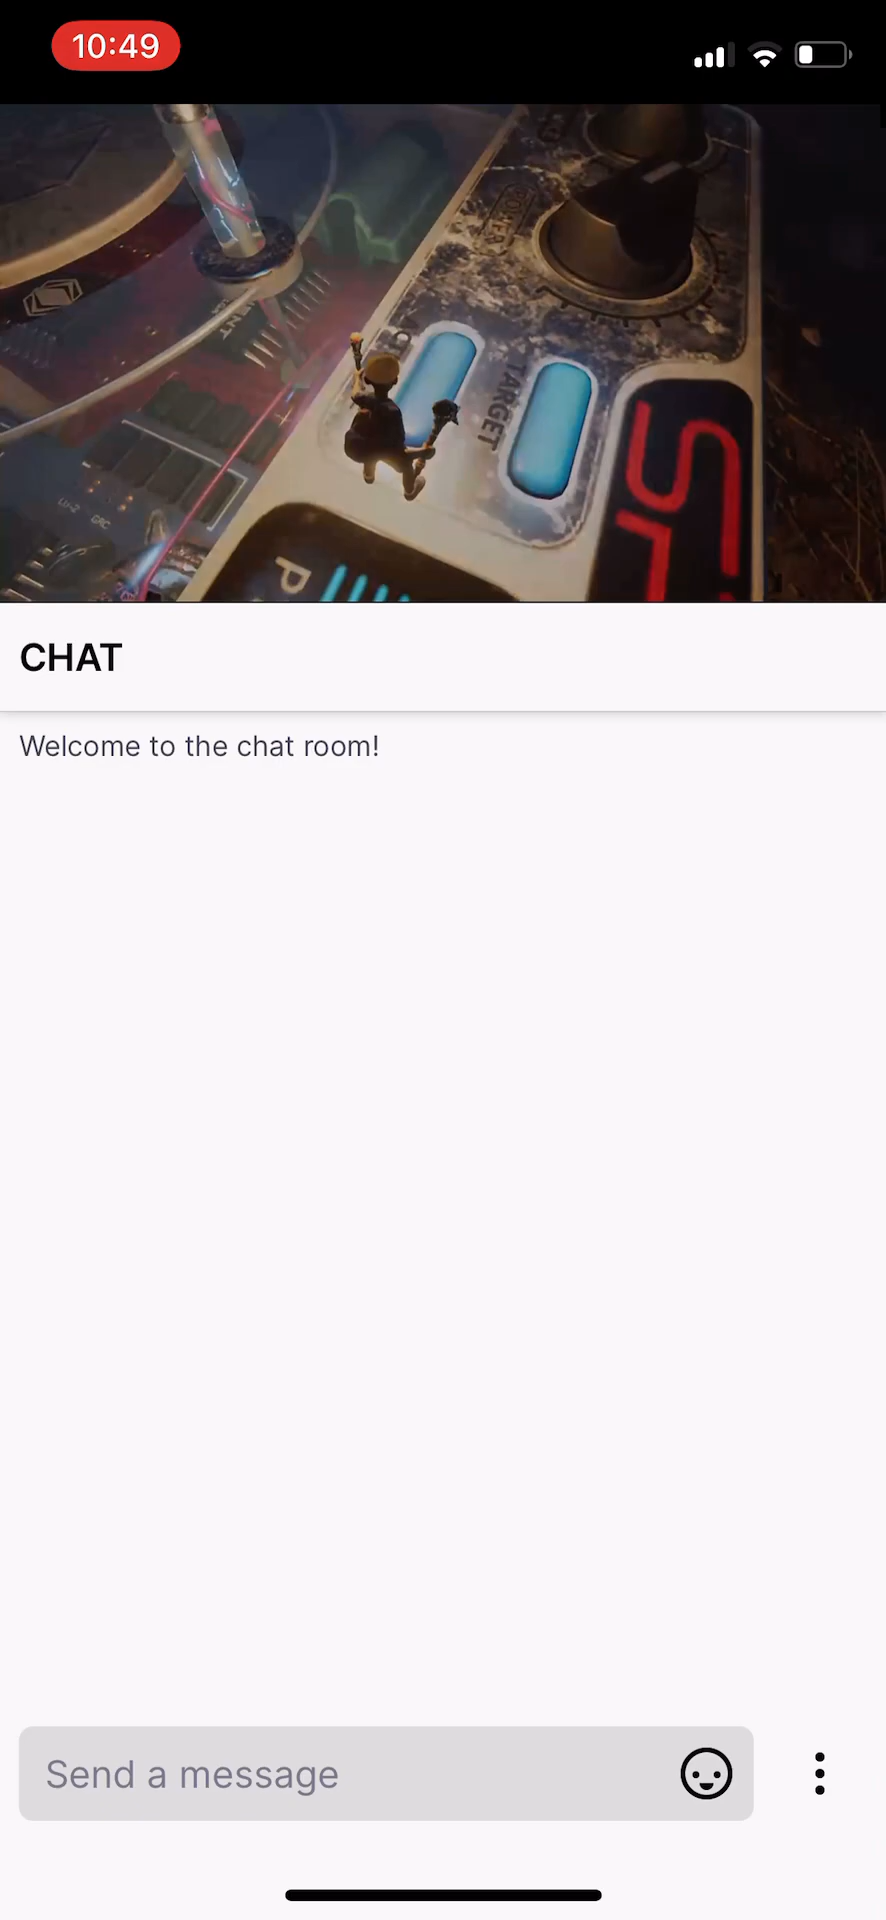 10:49
POWER
TARGET
P
CHAT
Welcome to the chat room!
Send a message